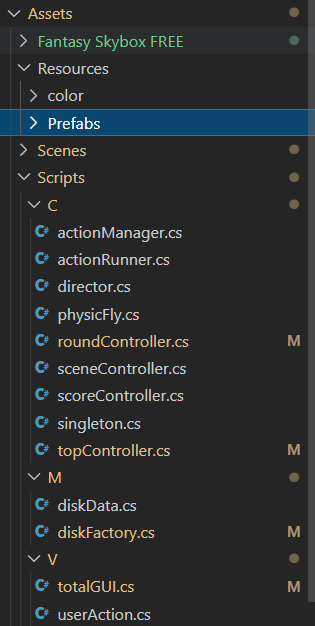 Assets
Fantasy Skybox FREE
Resources
color
Prefabs
Scenes
Scripts
C
C# actionManager.cs
C# actionRunner.cs
C# director.cs
C# physicFly.cs
C# roundController.cs M
C# sceneController.cs
C# scoreController.cs
C# singleton.cs
C# topController.cs M
M
C# diskData.cs
C# diskFactory.cs M
V
C# totalGUI.cs M
C# userAction.cs